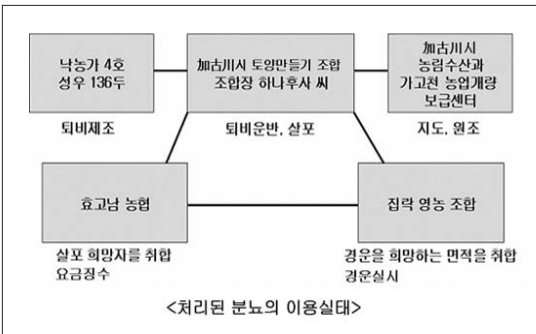 낙농가 4호
성우 136두
加古川시 토양만들기 조합
조합장 하나후사 씨
加古川시
농림수산과
가고천 농업개량
보급센터
퇴비제조
퇴비운반, 살포
지도, 원조
효고남 농협
집락 영농 조합
살포 희망자를 취합
요금징수
경운을 희망하는 면적을 취합
경운실시
<처리된 분뇨의 이용실태>